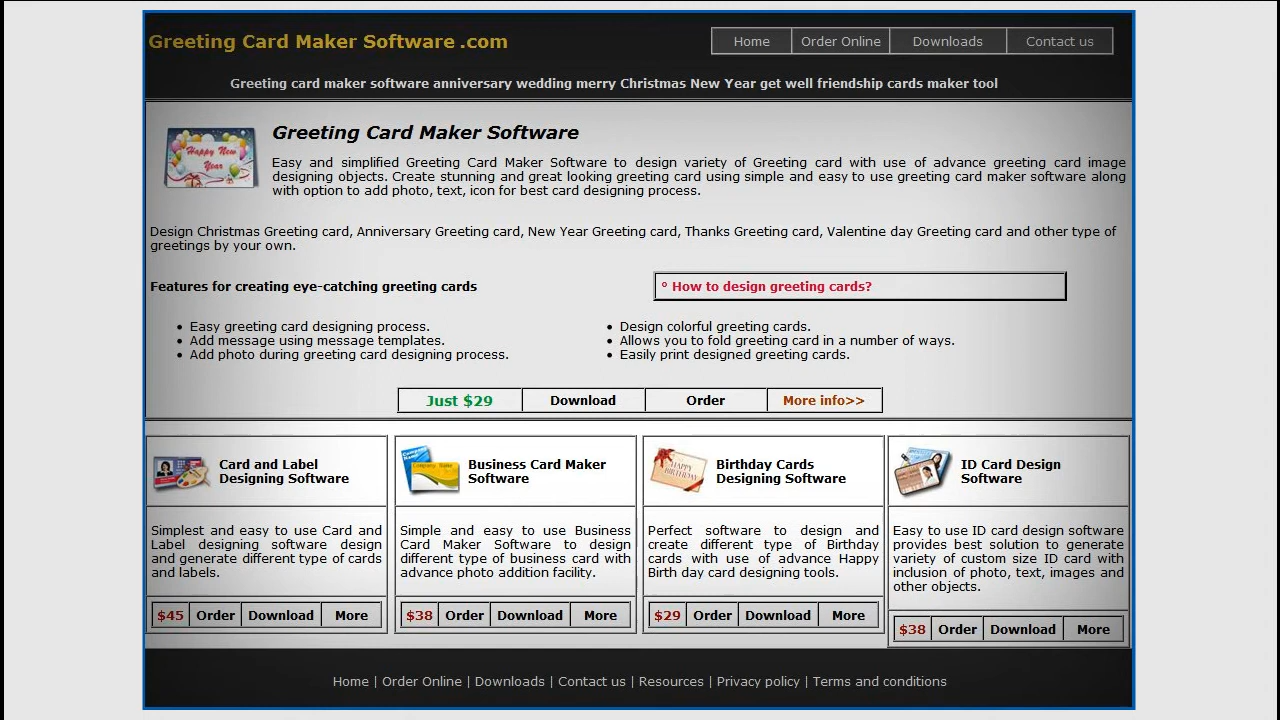 Greeting Card Maker Software .com
Home Order Online Downloads Contact us
Greeting card maker software anniversary wedding merry Christmas New Year get well friendship cards maker tool
Happy New
Year
Greeting Card Maker Software
Easy and simplified Greeting Card Maker Software to design variety of Greeting card with use of advance greeting card image
designing objects. Create stunning and great looking greeting card using simple and easy to use greeting card maker software along
with option to add photo, text, icon for best card designing process.
Design Christmas Greeting card, Anniversary Greeting card, New Year Greeting card, Thanks Greeting card, Valentine day Greeting card and other type of
greetings by your own.
Features for creating eye-catching greeting cards
° How to design greeting cards?
• Easy greeting card designing process.
• Add message using message templates.
• Add photo during greeting card designing process.
• Design colorful greeting cards.
• Allows you to fold greeting card in a number of ways.
• Easily print designed greeting cards.
Just $29 Download Order More info>>
Card and Label
Designing Software
Simplest and easy to use Card and
Label designing software design
and generate different type of cards
and labels.
$45 Order Download More
Company Name
Business Card Maker
Software
Simple and easy to use Business
Card Maker Software to design
different type of business card with
advance photo addition facility.
$38 Order Download More
HAPPY
BIRTHDAY
Birthday Cards
Designing Software
Perfect software to design and
create different type of Birthday
cards with use of advance Happy
Birth day card designing tools.
$29 Order Download More
ID Card Design
Software
Easy to use ID card design software
provides best solution to generate
variety of custom size ID card with
inclusion of photo, text, images and
other objects.
$38 Order Download More
Home | Order Online | Downloads | Contact us | Resources | Privacy policy | Terms and conditions